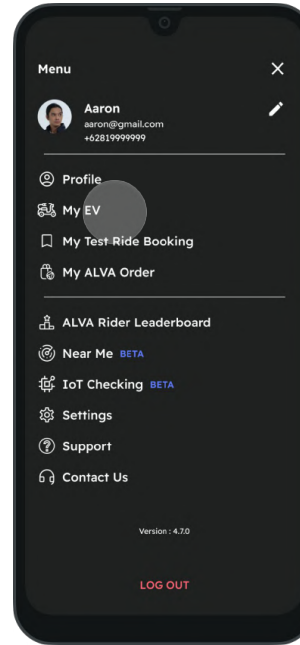 Menu
Aaron
aaron@gmail.com
+62819999999
Profile
My EV
My Test Ride Booking
My ALVA Order
ALVA Rider Leaderboard
Near Me BETA
IoT Checking BETA
Settings
Support
Contact Us
Version : 4.7.0
LOG OUT